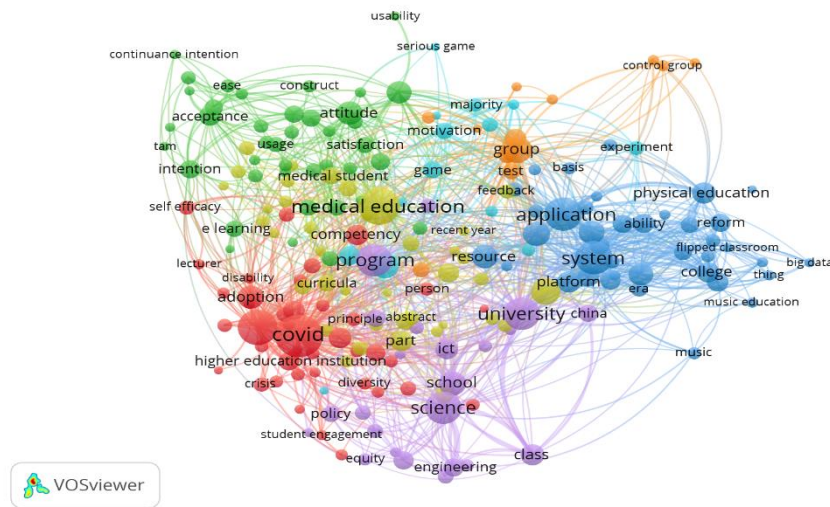 usability
continuance intention
serious game
control group
ease
construct
majority
acceptance
attitude
motivation
tam
usage
satisfaction
group
experiment
intention
medical student
game
test
basis
feedback
physical education
self efficacy
medical education
application
ability
reform
e learning
competency
recent year
flipped classroom
lecturer
program
resource
system
big data
disability
curricula
person
platform
era
college
thing
adoption
music education
principle
abstract
university
china
covid
part
ict
music
higher education institution
crisis
diversity
school
policy
science
student engagement
equity
engineering
class
VOSviewer